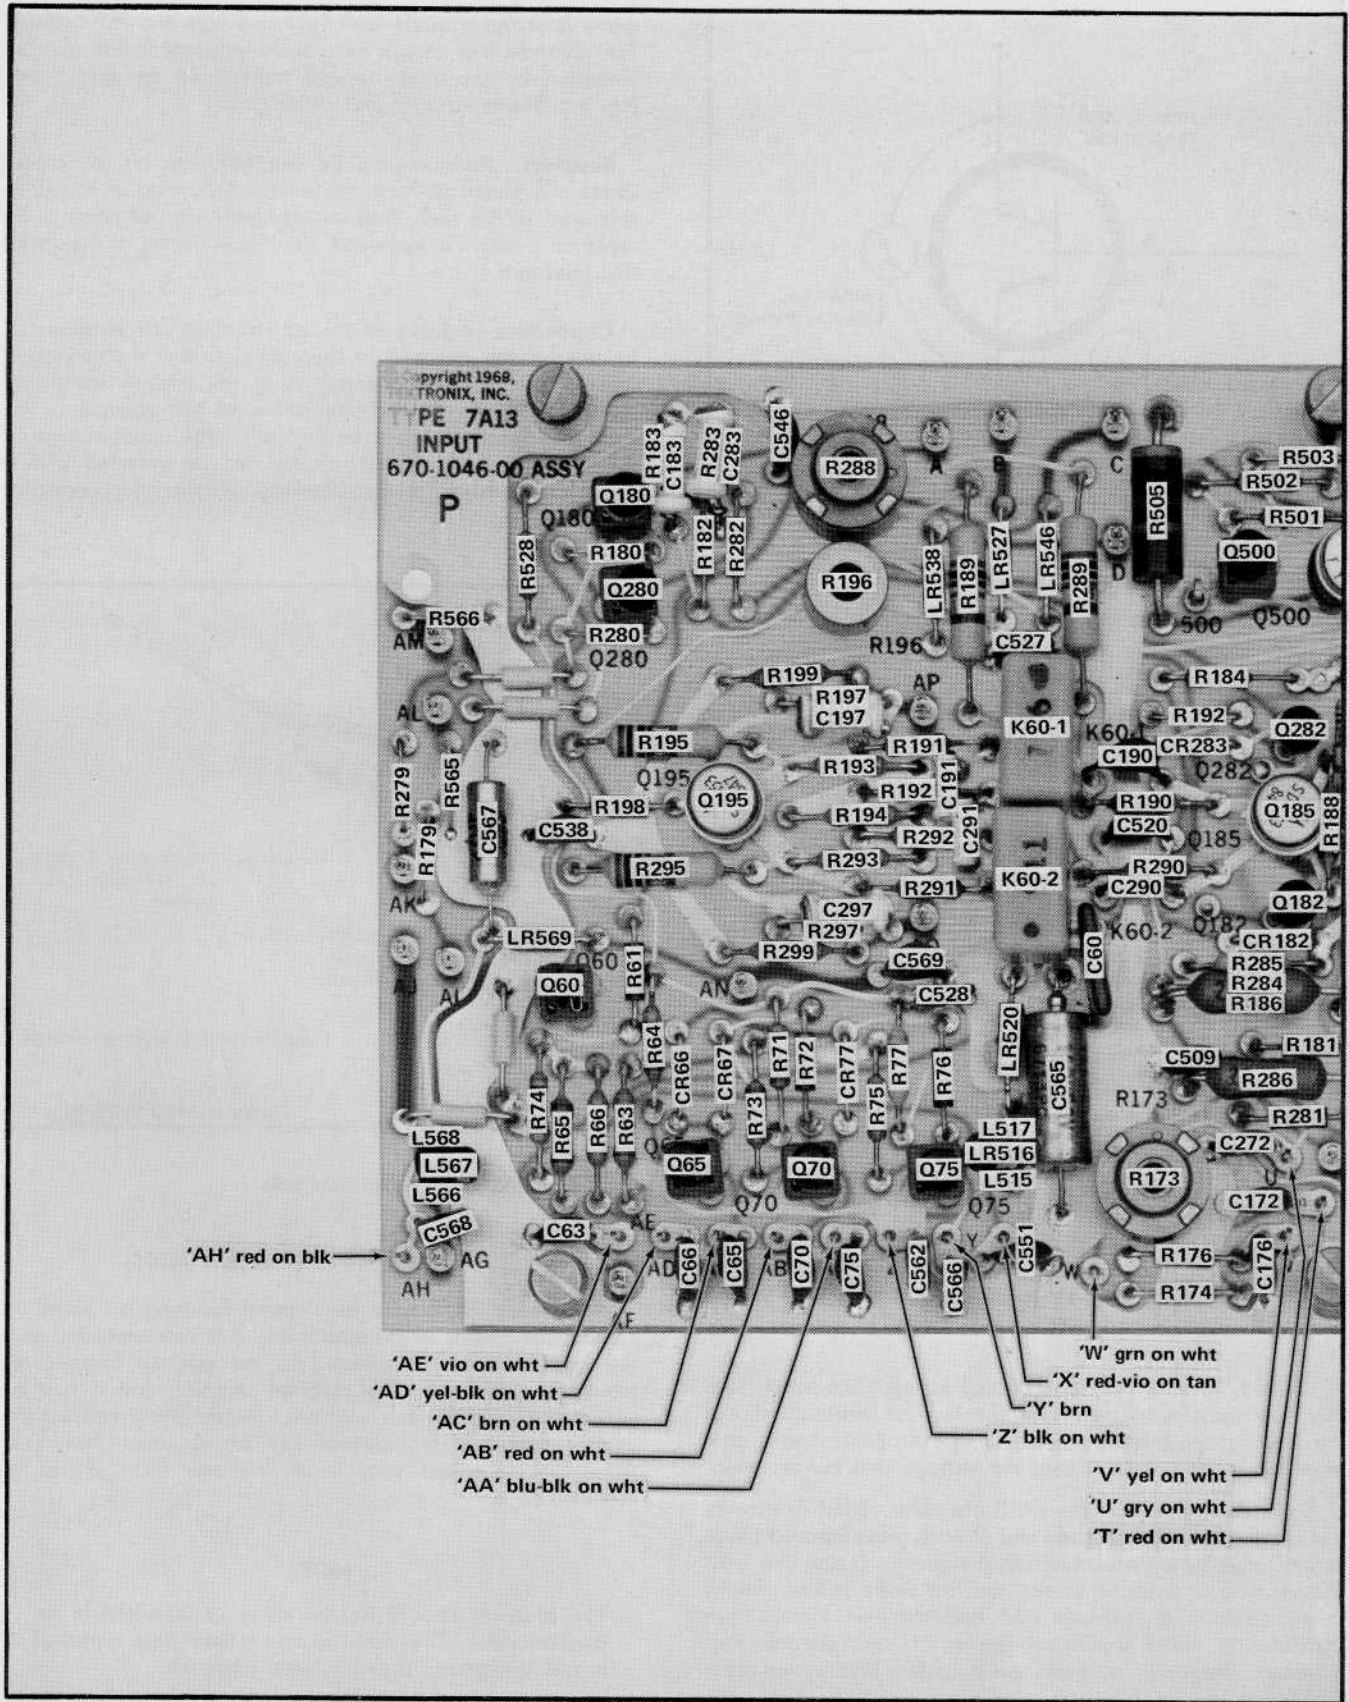 opyright 1968,
TRONIX, INC.
TYPE 7A13
INPUT
670-1046-00 ASSY
P
R183
C183
R283
C283
C546
R288
A
B
C
R505
R503
R502
R501
Q180
Q180
R528
R180
R182
R282
Q280
R196
LR538
R189
LR527
LR546
R289
D
Q500
Q500
500
R566
AM
R280
Q280
R196
C527
R199
R197
C197
AP
K60-1
K60-1
R184
R192
Q282
CR283
Q282
AL
R279
R565
R179
C567
R195
Q195
Q195
R198
C538
R191
R193
R192
C191
R194
R292
C291
C190
R190
C520
Q185
Q185
R188
R295
R293
R291
K60-2
K60-2
R290
C290
Q182
Q182
CR182
AK
C297
R297
R299
C569
C528
C60
R285
R284
R186
LR569
Q60
Q60
R61
AJ
AI
AN
R64
CR66
CR67
R71
R72
CR77
R77
R76
LR520
C565
C509
R181
R286
R281
R173
R173
R74
R65
R66
R63
R73
R75
L568
L567
L566
C568
Q65
Q70
Q70
Q75
Q75
L517
LR516
L515
C272
U
C172
C63
AE
AD
C66
C65
AB
C70
C75
Z
C562
C566
Y
C551
W
R176
C176
R174
AG
AH
AF
'AH' red on blk
'AE' vio on wht
'AD' yel-blk on wht
'AC' brn on wht
'AB' red on wht
'AA' blu-blk on wht
'W' grn on wht
'X' red-vio on tan
'Y' brn
'Z' blk on wht
'V' yel on wht
'U' gry on wht
'T' red on wht